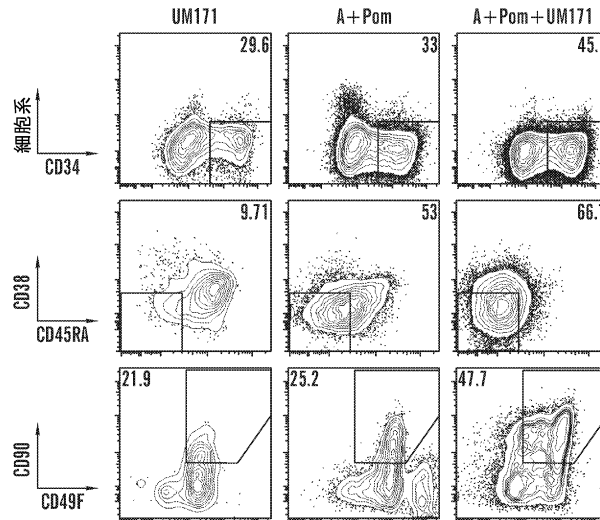 UM171 A+Pom A+Pom+UM171
29.6 33 45.
細胞系
CD34
9.71 53 66.
CD38
CD45RA
21.9 25.2 47.7
CD90
CD49F